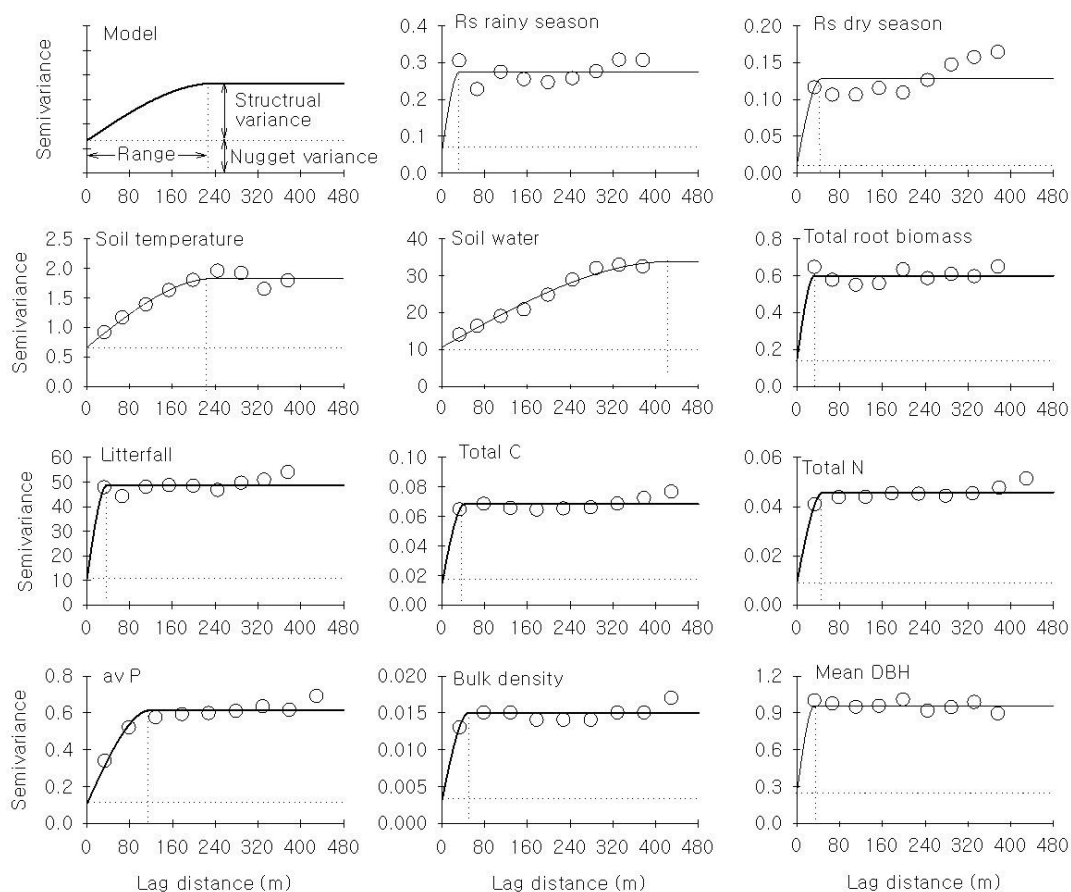 Model
Semivariance
Structrual
variance
Range
Nugget variance
0 80 160 240 320 400 480
Rs rainy season
0.4
0.3
0.2
0.1
0.0
0 80 160 240 320 400 480
Rs dry season
0.20
0.15
0.10
0.05
0.00
0 80 160 240 320 400 480
Soil temperature
Semivariance
2.5
2.0
1.5
1.0
0.5
0.0
0 80 160 240 320 400 480
Soil water
40
30
20
10
0
0 80 160 240 320 400 480
Total root biomass
0.8
0.6
0.4
0.2
0.0
0 80 160 240 320 400 480
Litterfall
Semivariance
60
50
40
30
20
10
0
0 80 160 240 320 400 480
Total C
0.10
0.08
0.06
0.04
0.02
0.00
0 80 160 240 320 400 480
Total N
0.06
0.04
0.02
0.00
0 80 160 240 320 400 480
av P
Semivariance
0.8
0.6
0.4
0.2
0.0
0 80 160 240 320 400 480
Lag distance (m)
Bulk density
0.020
0.015
0.010
0.005
0.000
0 80 160 240 320 400 480
Lag distance (m)
Mean DBH
1.2
0.9
0.6
0.3
0.0
0 80 160 240 320 400 480
Lag distance (m)